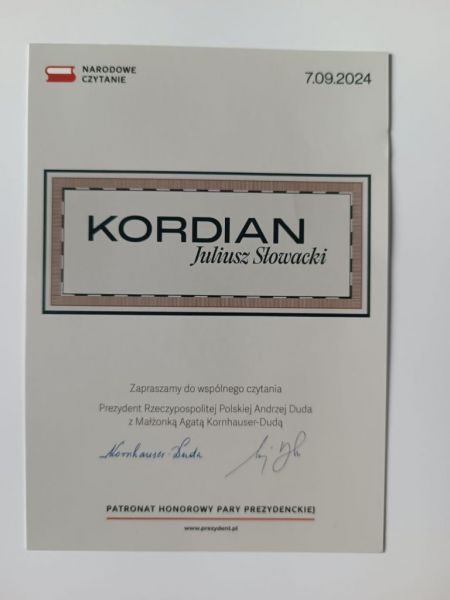 NARODOWE
CZYTANIE
7.09.2024
KORDIAN
Juliusz Słowacki
Zapraszamy do wspólnego czytania
Prezydent Rzeczypospolitej Polskiej Andrzej Duda
z Małżonką Agatą Kornhauser-Dudą
Kornhauser-Duda
PATRONAT HONOROWY PARY PREZYDENCKIEJ
www.prezydent.pl